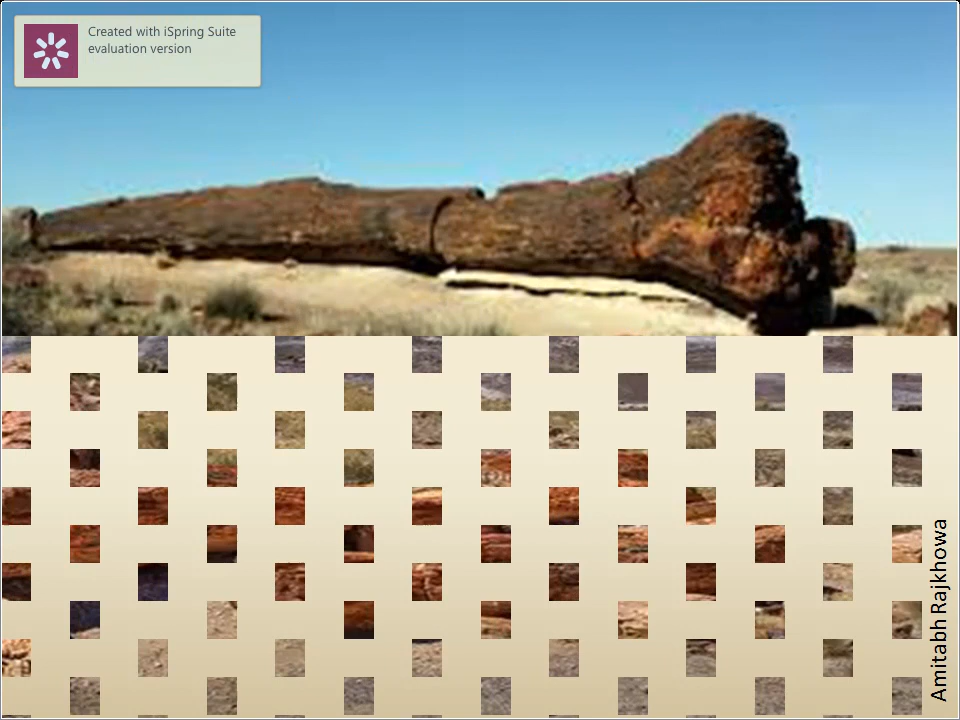 Created with iSpring Suite
evaluation version
Amitabh Rajkhowa